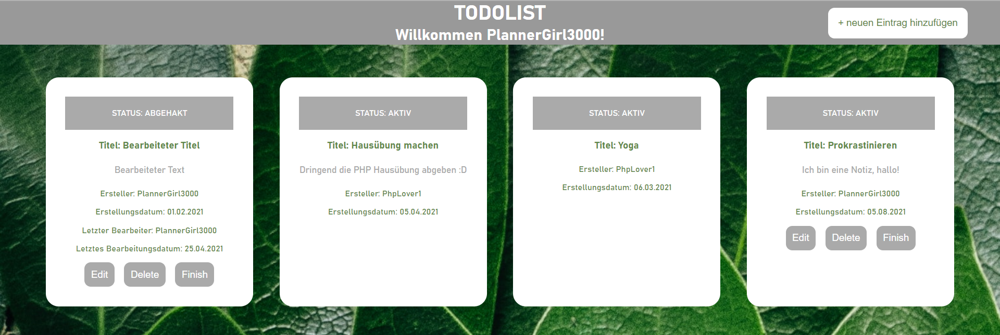 TODOLIST
Willkommen PlannerGirl3000!
+ neuen Eintrag hinzufügen
STATUS: ABGEHAKT
Titel: Bearbeiteter Titel
Bearbeiteter Text
Ersteller: PlannerGirl3000
Erstellungsdatum: 01.02.2021
Letzter Bearbeiter: PlannerGirl3000
Letztes Bearbeitungsdatum: 25.04.2021
Edit Delete Finish
STATUS: AKTIV
Titel: Hausübung machen
Dringend die PHP Hausübung abgeben :D
Ersteller: PhpLover1
Erstellungsdatum: 05.04.2021
STATUS: AKTIV
Titel: Yoga
Ersteller: PhpLover1
Erstellungsdatum: 06.03.2021
STATUS: AKTIV
Titel: Prokrastinieren
Ich bin eine Notiz, hallo!
Ersteller: PlannerGirl3000
Erstellungsdatum: 05.08.2021
Edit Delete Finish